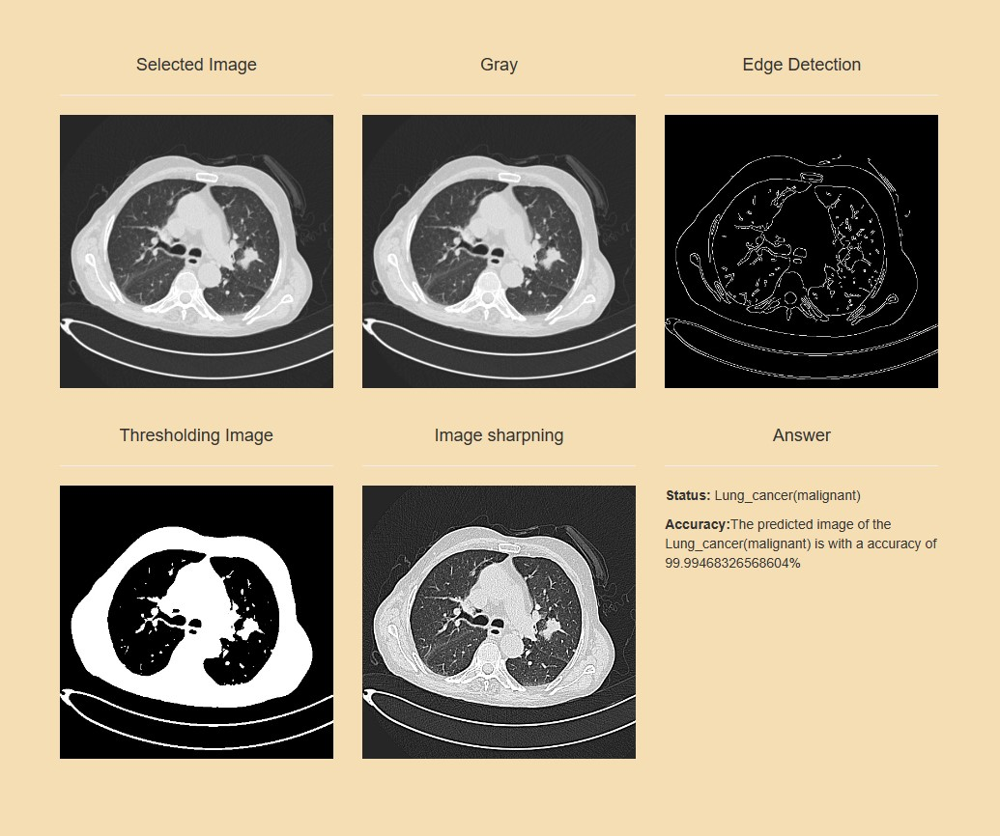 Selected Image
Gray
Edge Detection
Thresholding Image
Image sharpning
Answer
Status: Lung_cancer(malignant)
Accuracy:The predicted image of the
Lung_cancer(malignant) is with a accuracy of
99.99468326568604%